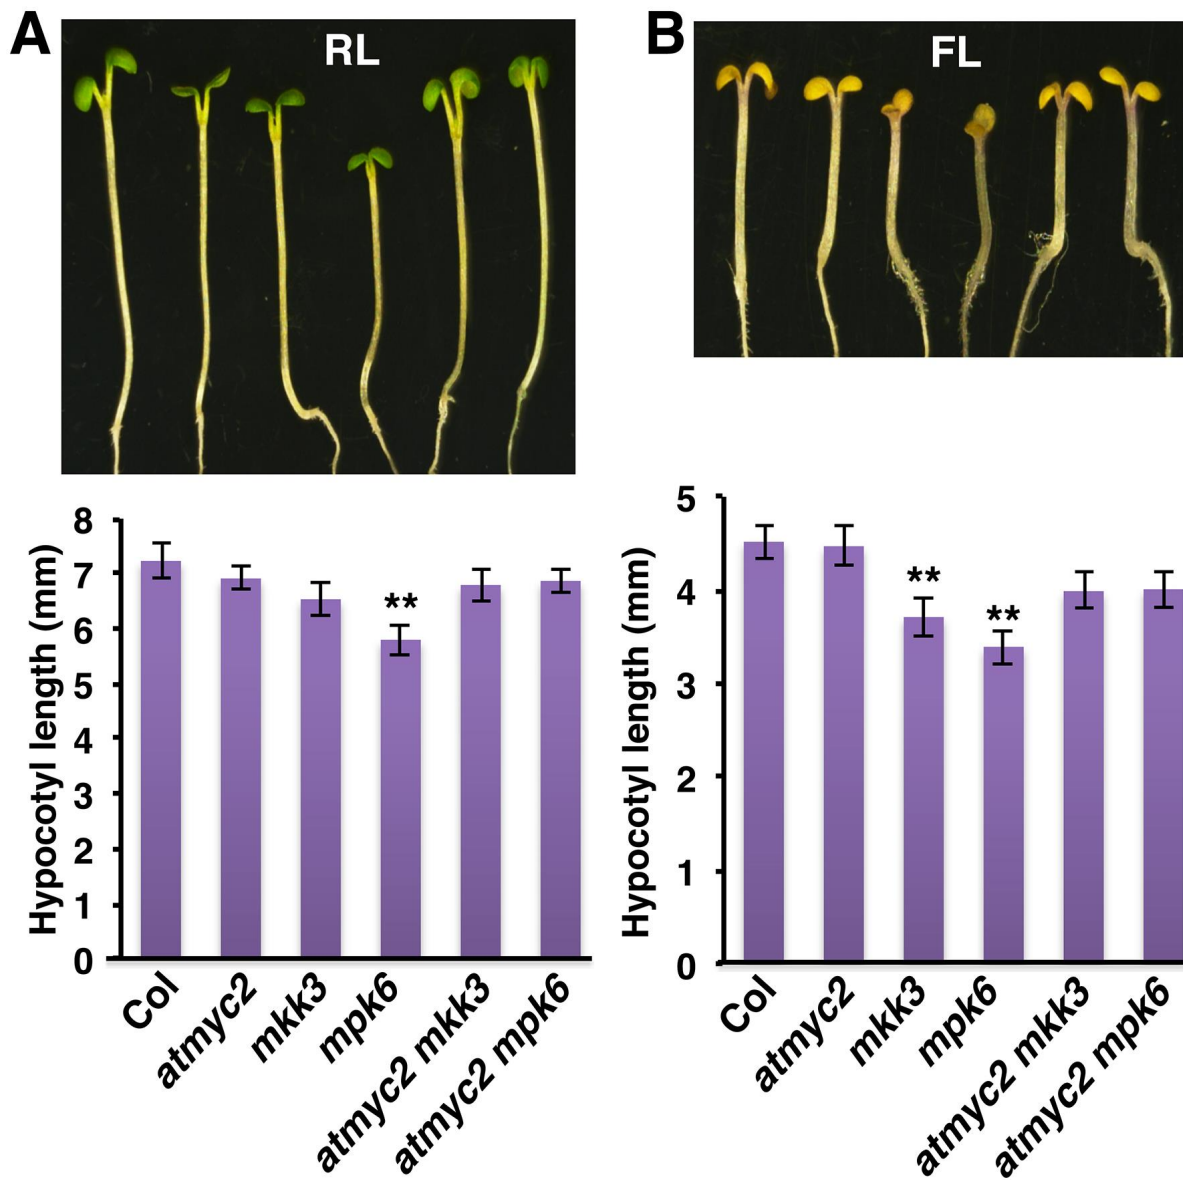 A
RL
Hypocotyl length (mm)
8
7
6
5
4
3
2
1
0
**
Col
atmyc2
mkk3
mpk6
atmyc2 mkk3
atmyc2 mpk6
B
FL
Hypocotyl length (mm)
5
4
3
2
1
0
**
**
Col
atmyc2
mkk3
mpk6
atmyc2 mkk3
atmyc2 mpk6